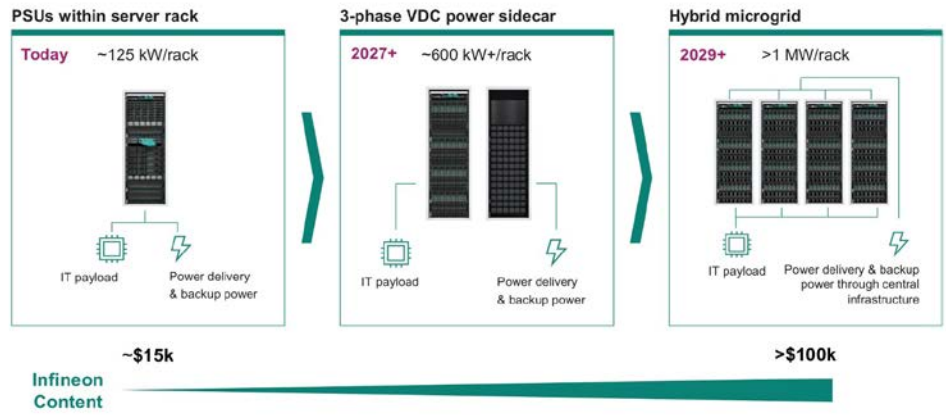 PSUs within server rack
Today ~125 kW/rack
IT payload
Power delivery
& backup power
3-phase VDC power sidecar
2027+ ~600 kW+/rack
IT payload
Power delivery
& backup power
Hybrid microgrid
2029+ >1 MW/rack
IT payload
Power delivery & backup
power through central
infrastructure
~$15k
>$100k
Infineon
Content